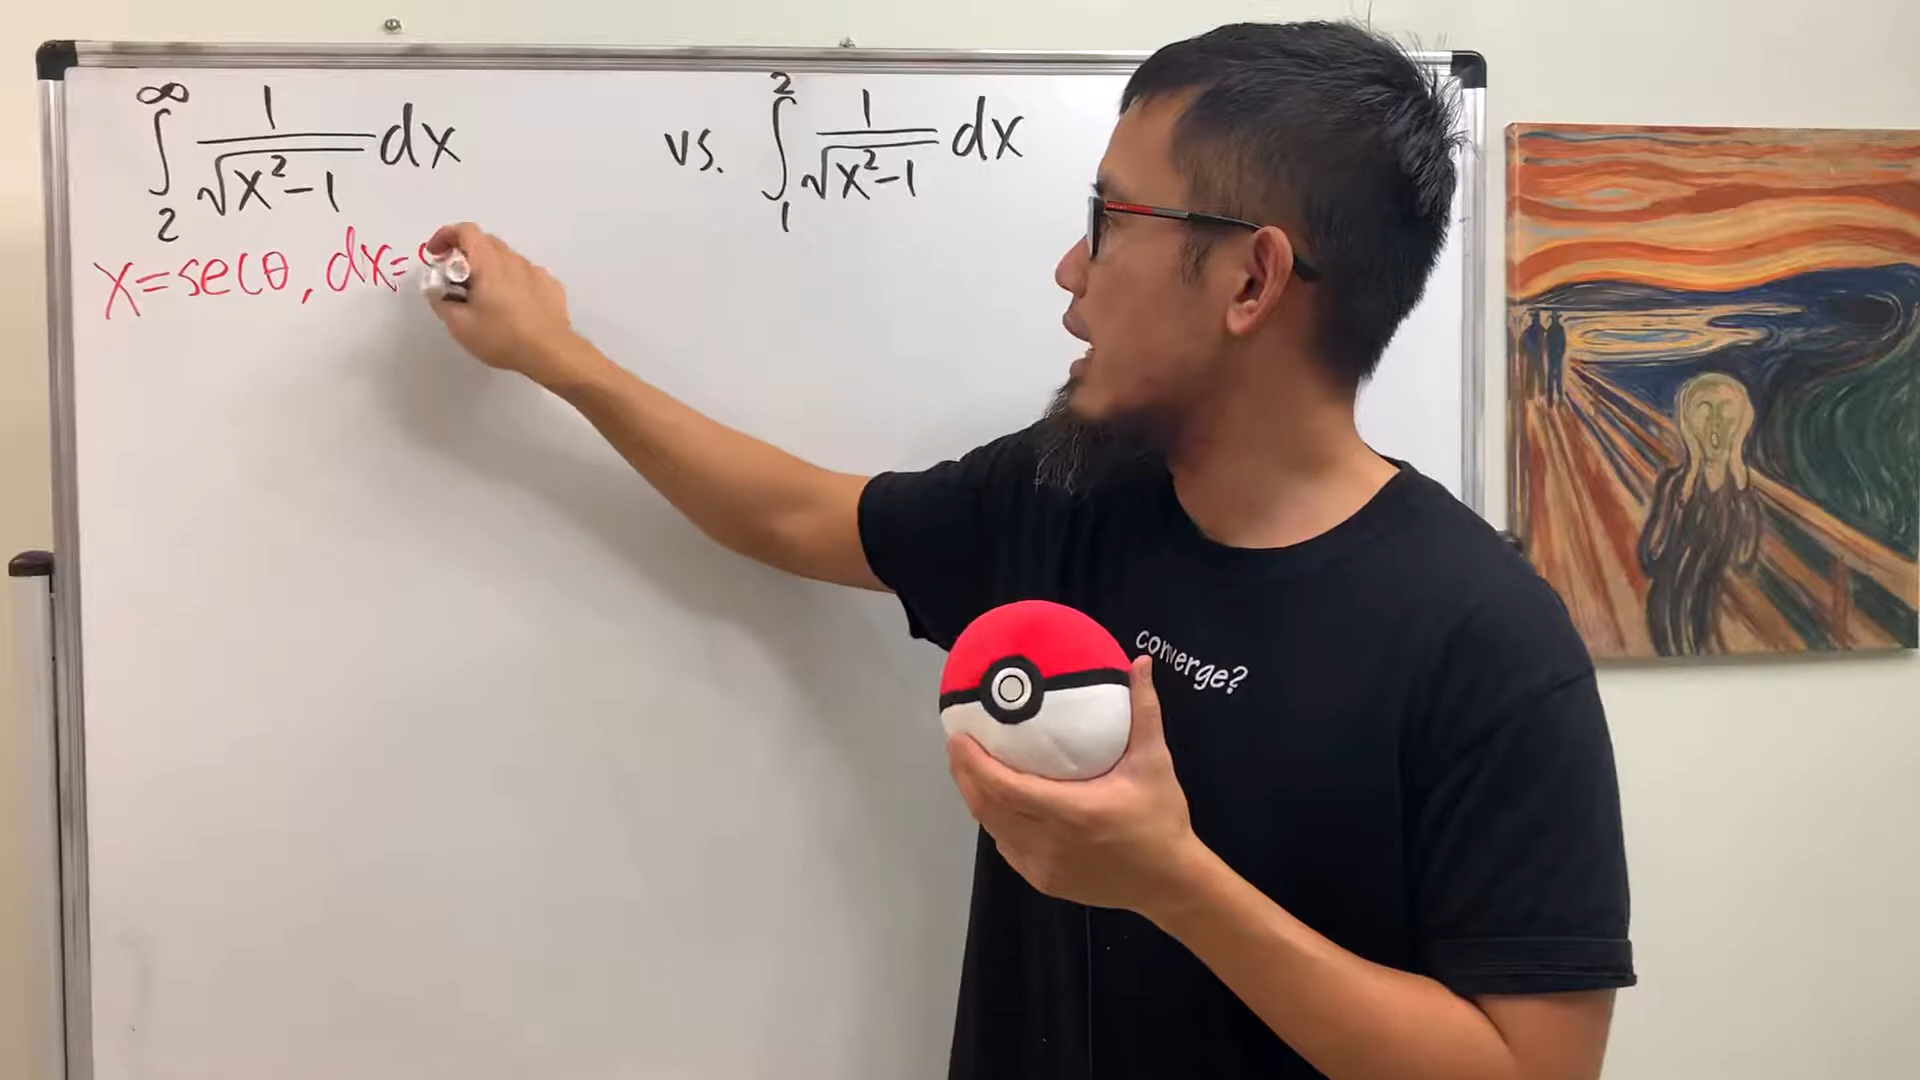 ∫₂^∞ 1/√(x²-1) dx vs. ∫₁² 1/√(x²-1) dx
x=secθ, dx=
converge?